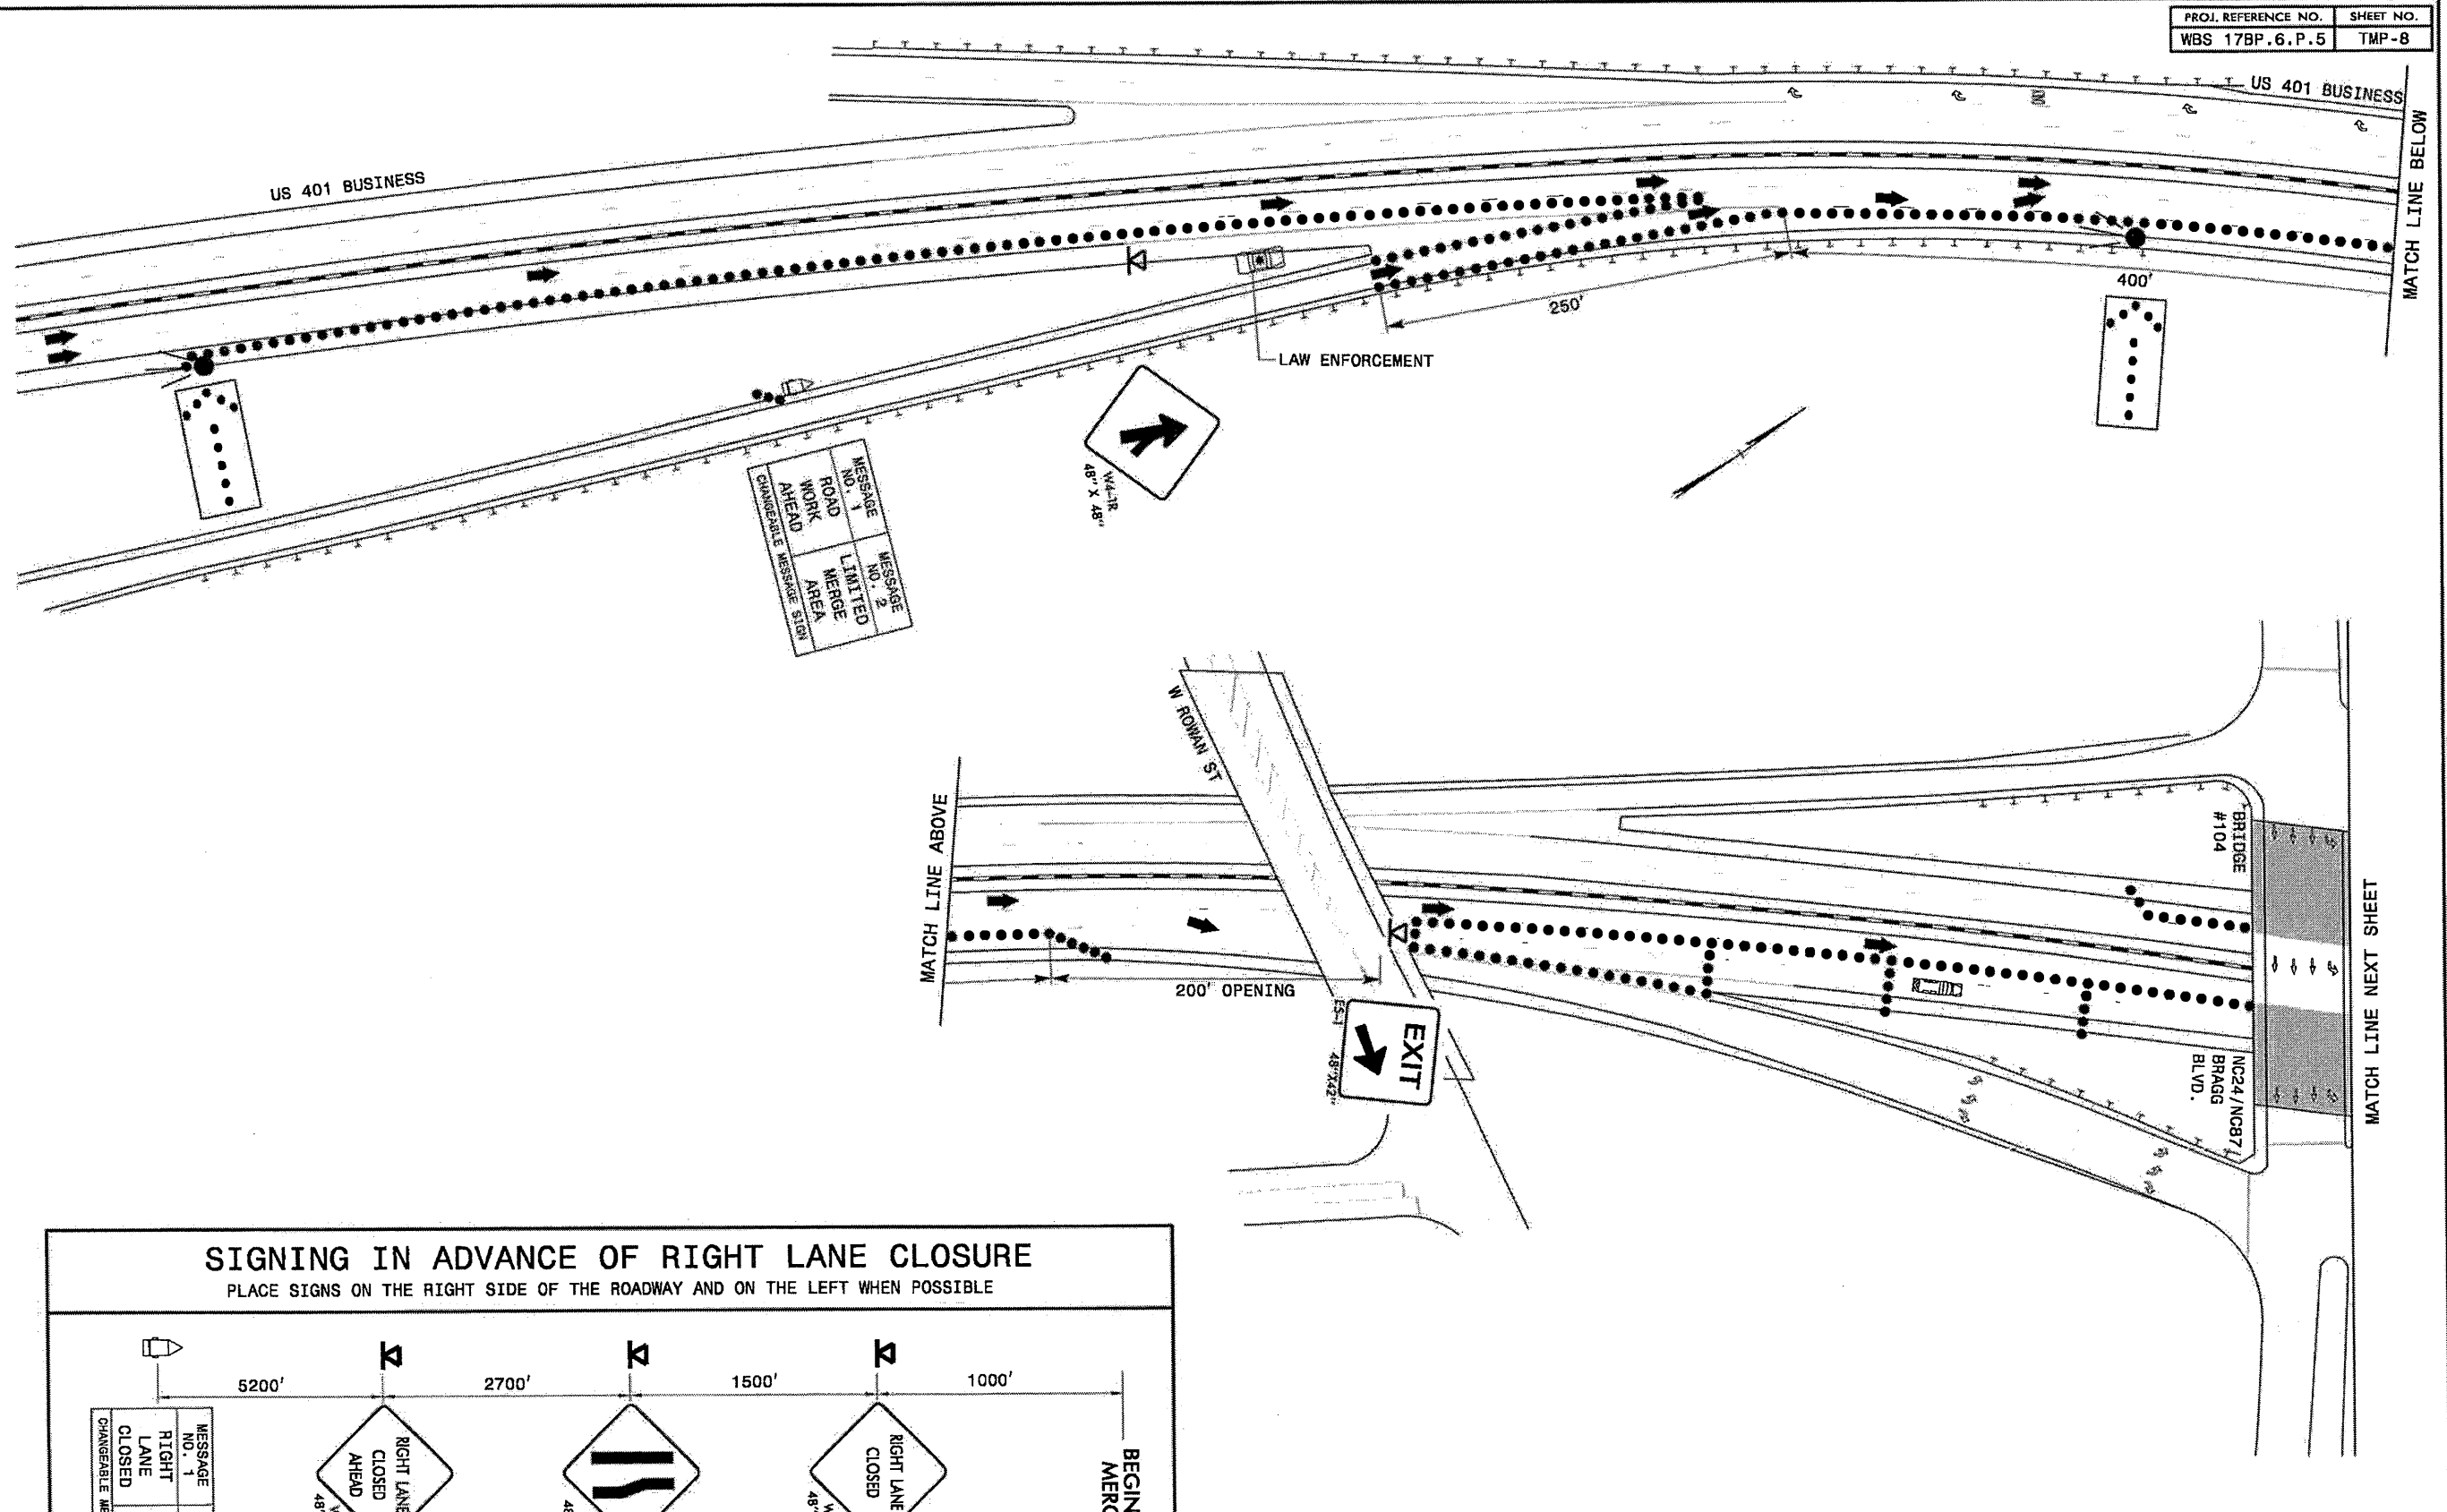 PROJ. REFERENCE NO.
SHEET NO.
WBS 17BP.6.P.5
TMP-8
US 401 BUSINESS
US 401 BUSINESS
MATCH LINE BELOW
400'
250'
LAW ENFORCEMENT
W4-1R
48" X 48"
MESSAGE
NO. 1
ROAD
WORK
AHEAD
MESSAGE
NO. 2
LIMITED
MERGE
AREA
CHANGEABLE MESSAGE SIGN
W ROWAN ST
MATCH LINE ABOVE
200' OPENING
E5-1
48"X42"
EXIT
BRIDGE
#104
NC24/NC87
BRAGG
BLVD.
MATCH LINE NEXT SHEET
SIGNING IN ADVANCE OF RIGHT LANE CLOSURE
PLACE SIGNS ON THE RIGHT SIDE OF THE ROADWAY AND ON THE LEFT WHEN POSSIBLE
5200'
2700'
1500'
1000'
MESSAGE
NO. 1
RIGHT
LANE
CLOSED
CHANGEABLE
RIGHT LANE
CLOSED
AHEAD
48"
RIGHT LANE
CLOSED
48"
BEGIN